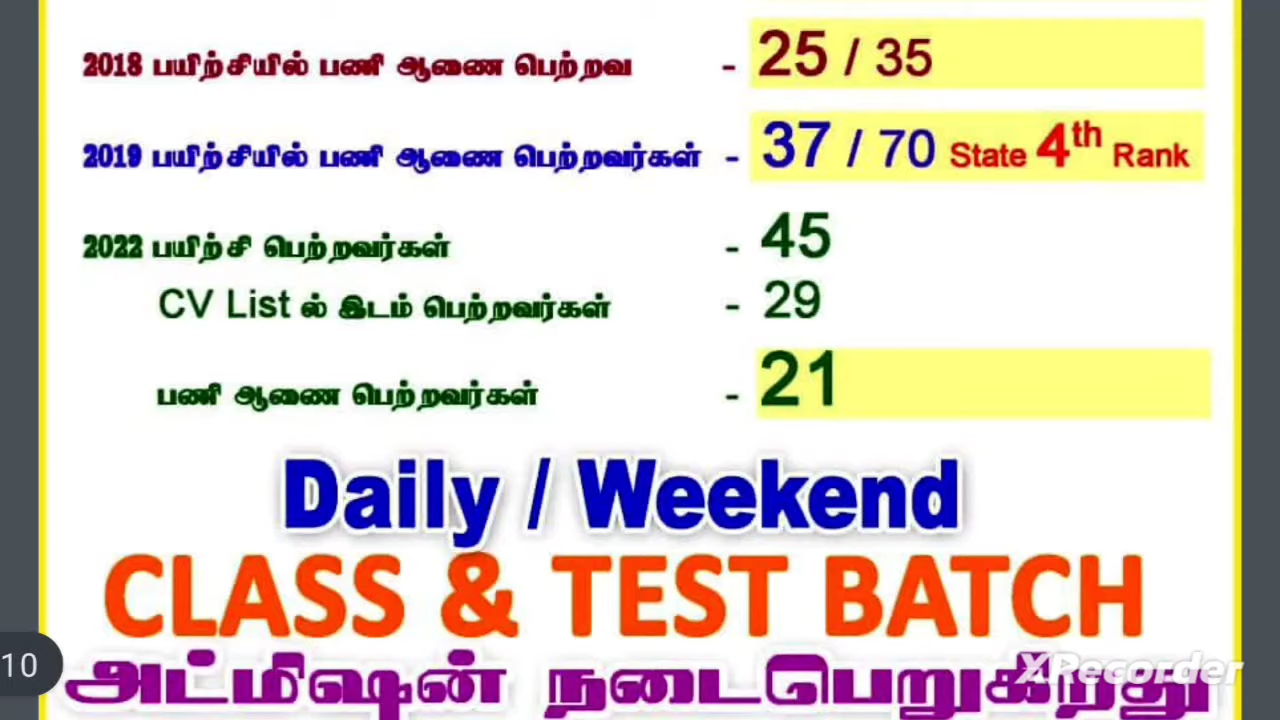 2018 பயிற்சியில் பணி ஆணை பெற்றவ - 25 / 35
2019 பயிற்சியில் பணி ஆணை பெற்றவர்கள் - 37 / 70 State 4th Rank
2022 பயிற்சி பெற்றவர்கள் - 45
CV List ல் இடம் பெற்றவர்கள் - 29
பணி ஆணை பெற்றவர்கள் - 21
Daily / Weekend
CLASS & TEST BATCH
அட்மிஷன் நடைபெறுகிறது
10
XRecorder